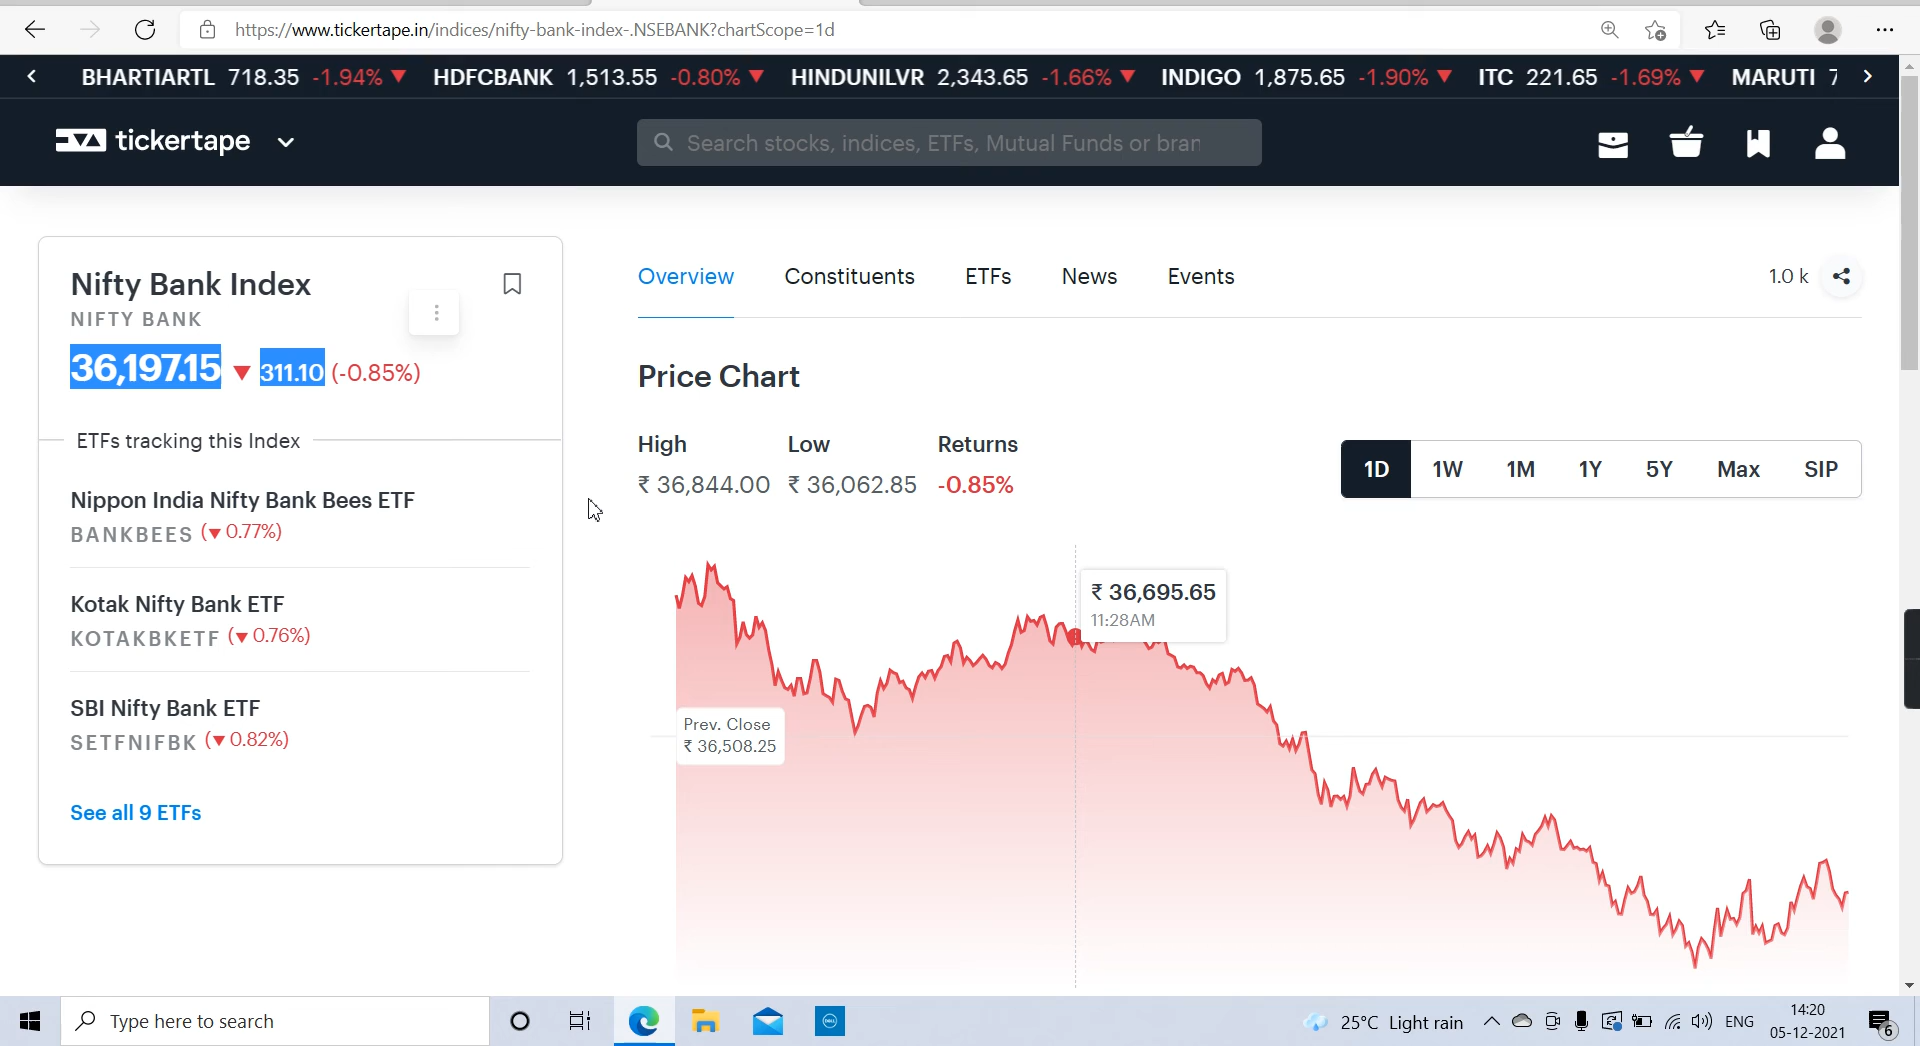 https://www.tickertape.in/indices/nifty-bank-index-.NSEBANK?chartScope=1d
BHARTIARTL 718.35 -1.94% ▼ HDFCBANK 1,513.55 -0.80% ▼ HINDUNILVR 2,343.65 -1.66% ▼ INDIGO 1,875.65 -1.90% ▼ ITC 221.65 -1.69% ▼ MARUTI 7
tickertape
Search stocks, indices, ETFs, Mutual Funds or bran
Nifty Bank Index
NIFTY BANK
36,197.15 ▼ 311.10 (-0.85%)
ETFs tracking this Index
Nippon India Nifty Bank Bees ETF
BANKBEES (▼ 0.77%)
Kotak Nifty Bank ETF
KOTAKBKETF (▼ 0.76%)
SBI Nifty Bank ETF
SETFNIFBK (▼ 0.82%)
See all 9 ETFs
Overview Constituents ETFs News Events 1.0 k
Price Chart
High Low Returns
₹ 36,844.00 ₹ 36,062.85 -0.85%
1D 1W 1M 1Y 5Y Max SIP
₹ 36,695.65
11:28AM
Prev. Close
₹ 36,508.25
Type here to search
DELL
25°C Light rain
ENG
14:20
05-12-2021
6